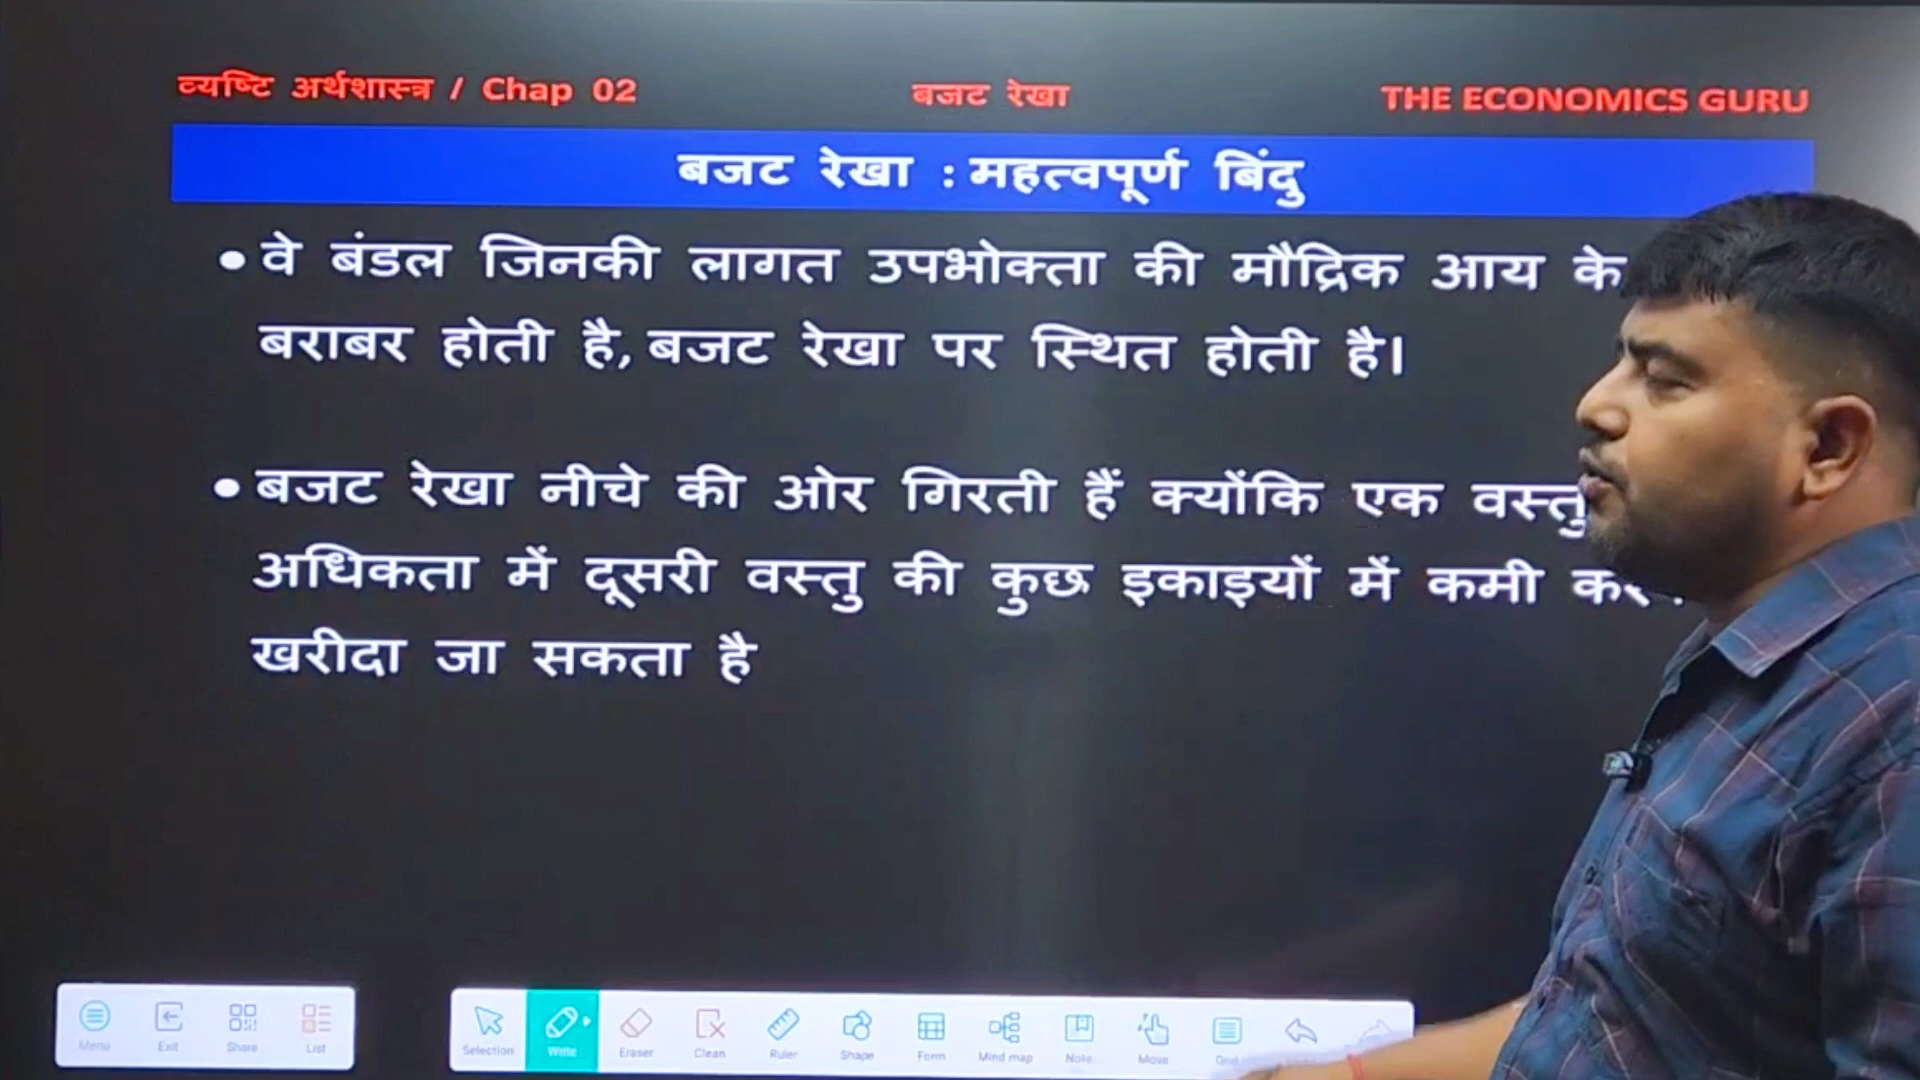 व्यष्टि अर्थशास्त्र / Chap 02
बजट रेखा
THE ECONOMICS GURU
बजट रेखा : महत्वपूर्ण बिंदु
• वे बंडल जिनकी लागत उपभोक्ता की मौद्रिक आय के
बराबर होती है, बजट रेखा पर स्थित होती है।
• बजट रेखा नीचे की ओर गिरती हैं क्योंकि एक वस्तु
अधिकता में दूसरी वस्तु की कुछ इकाइयों में कमी
खरीदा जा सकता है
Menu Exit Share List
Selection Write Eraser Clean Ruler Shape Form Mind map Note Move